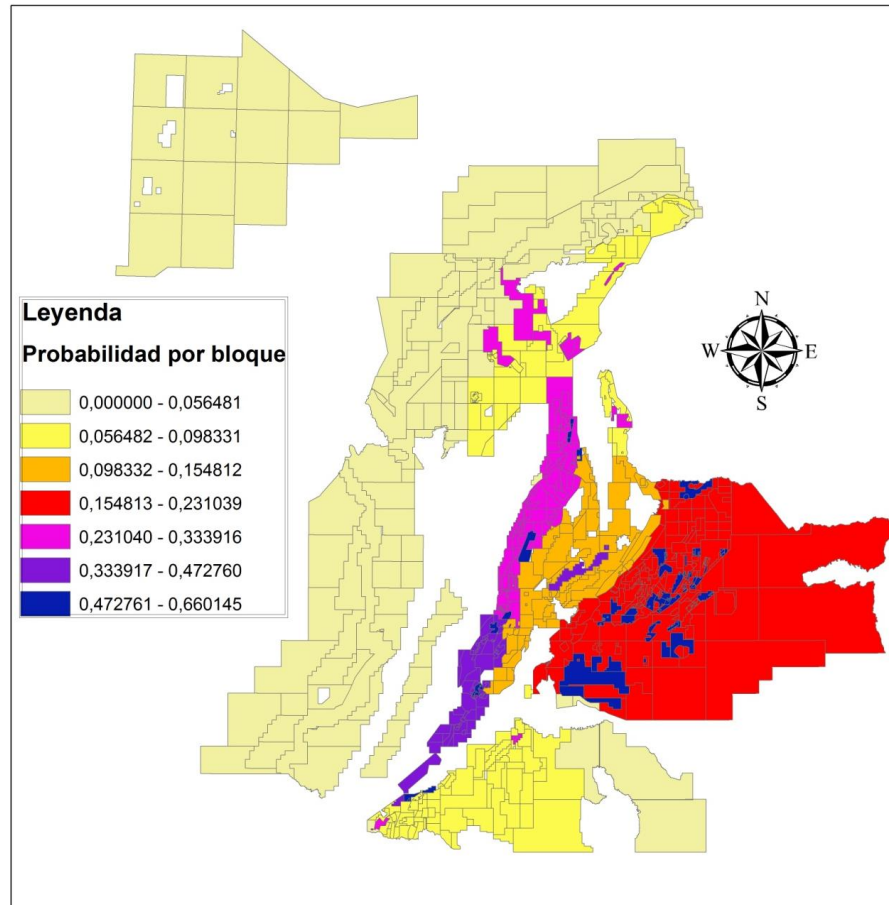 N
W E
S
Leyenda
Probabilidad por bloque
0,000000 - 0,056481
0,056482 - 0,098331
0,098332 - 0,154812
0,154813 - 0,231039
0,231040 - 0,333916
0,333917 - 0,472760
0,472761 - 0,660145